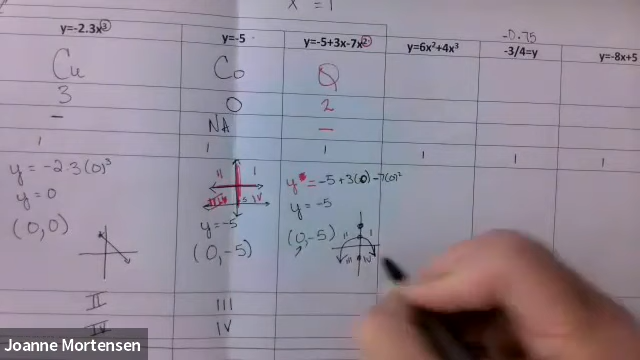 x = 1
y=-2.3x³
y=-5
y=-5+3x-7x²
y=6x²+4x³
-0.75
-3/4=y
y=-8x+5
Cu
Co
Q
3
0
2
-
NA
-
1
1
1
1
1
1
y = -2.3(0)³
y = 0
(0,0)
II I
III IV
-5
y = -5
(0,-5)
y = -5 + 3(0) -7(0)²
y = -5
(0,-5)
II I
III IV
II
III
IV
IV
Joanne Mortensen